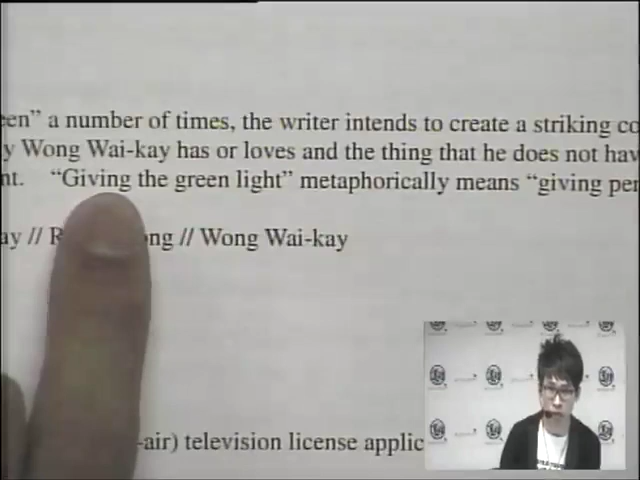 een” a number of times, the writer intends to create a striking co
y Wong Wai-kay has or loves and the thing that he does not hav
nt. “Giving the green light” metaphorically means “giving per
ay // R ng // Wong Wai-kay
-air) television license applic